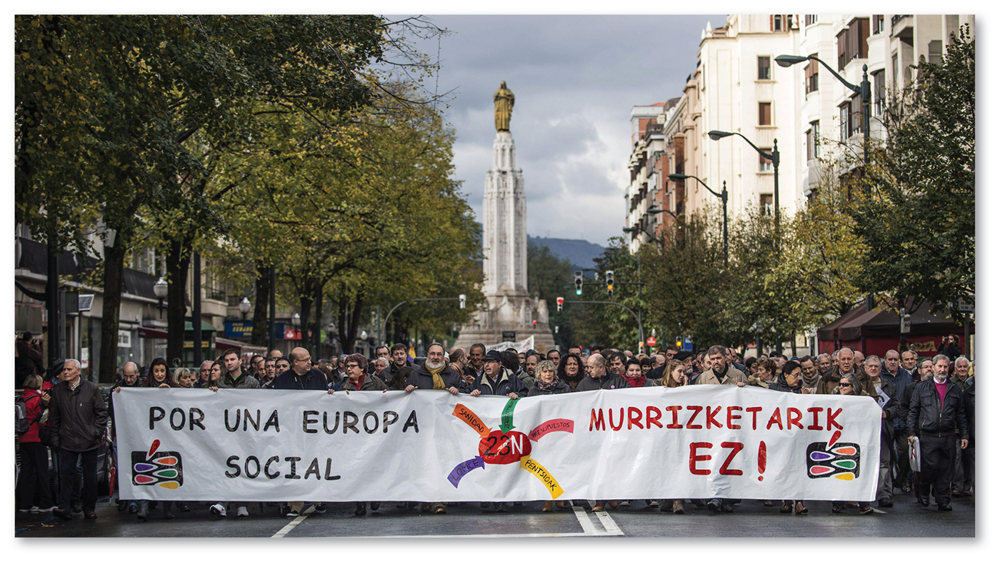 POR UNA EUROPA
SOCIAL
SANIDAD
PRESUPUESTOS
23N
LOMCE
PENTSIOAK
MURRIZKETARIK
EZ!